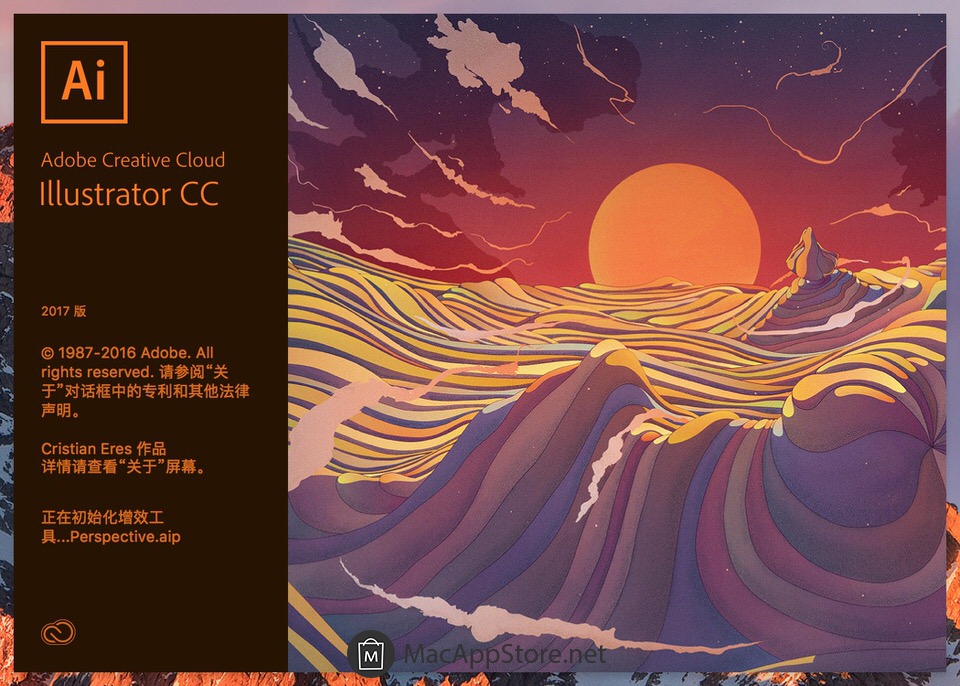 Ai
Adobe Creative Cloud
Illustrator CC
2017 版
© 1987-2016 Adobe. All
rights reserved. 请参阅“关
于”对话框中的专利和其他法律
声明。
Cristian Eres 作品
详情请查看“关于”屏幕。
正在初始化增效工
具...Perspective.aip
M
MacAppStore.net